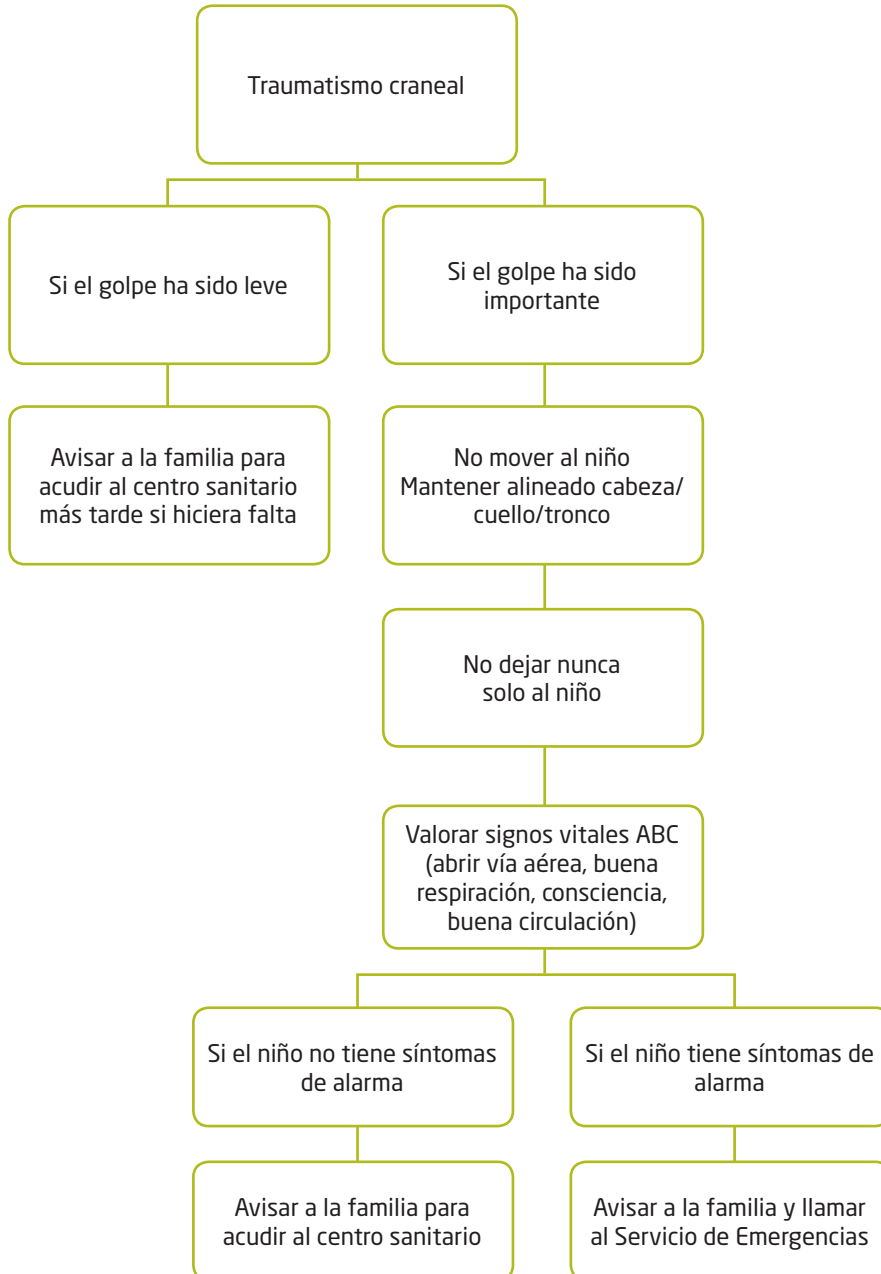 Traumatismo craneal
Si el golpe ha sido leve
Si el golpe ha sido
importante
Avisar a la familia para
acudir al centro sanitario
más tarde si hiciera falta
No mover al niño
Mantener alineado cabeza/
cuello/tronco
No dejar nunca
solo al niño
Valorar signos vitales ABC
(abrir vía aérea, buena
respiración, consciencia,
buena circulación)
Si el niño no tiene síntomas
de alarma
Si el niño tiene síntomas de
alarma
Avisar a la familia para
acudir al centro sanitario
Avisar a la familia y llamar
al Servicio de Emergencias